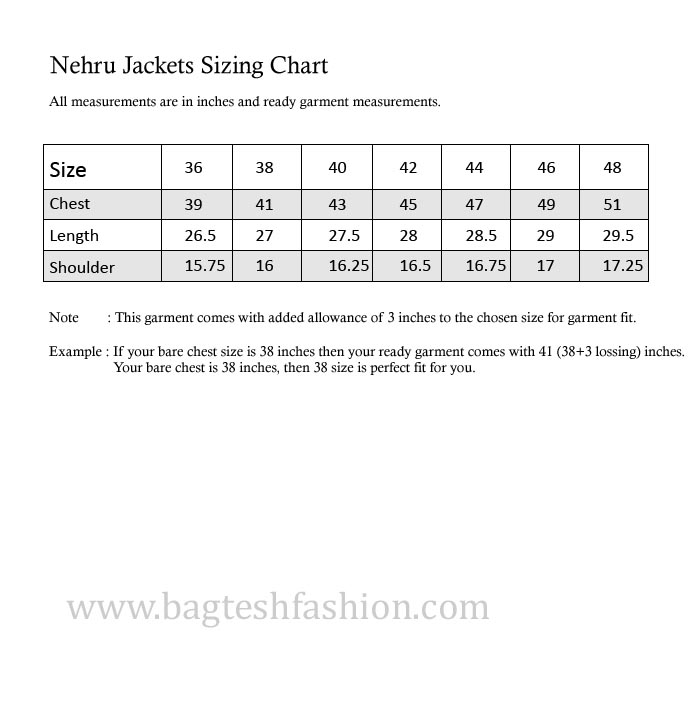 Nehru Jackets Sizing Chart
All measurements are in inches and ready garment measurements.
Size 36 38 40 42 44 46 48
Chest 39 41 43 45 47 49 51
Length 26.5 27 27.5 28 28.5 29 29.5
Shoulder 15.75 16 16.25 16.5 16.75 17 17.25
Note : This garment comes with added allowance of 3 inches to the chosen size for garment fit.
Example : If your bare chest size is 38 inches then your ready garment comes with 41 (38+3 lossing) inches.
Your bare chest is 38 inches, then 38 size is perfect fit for you.
www.bagteshfashion.com